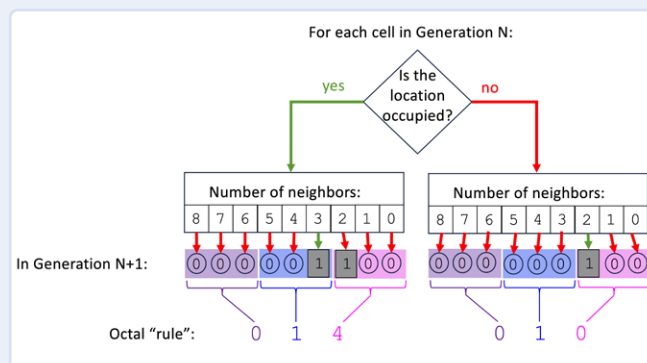 For each cell in Generation N:
Is the
location
occupied?
yes
no
Number of neighbors:
8 7 6 5 4 3 2 1 0
Number of neighbors:
8 7 6 5 4 3 2 1 0
In Generation N+1:
0 0 0 0 0 1 1 0 0
0 0 0 0 0 0 1 0 0
Octal “rule”:
0 1 4
0 1 0